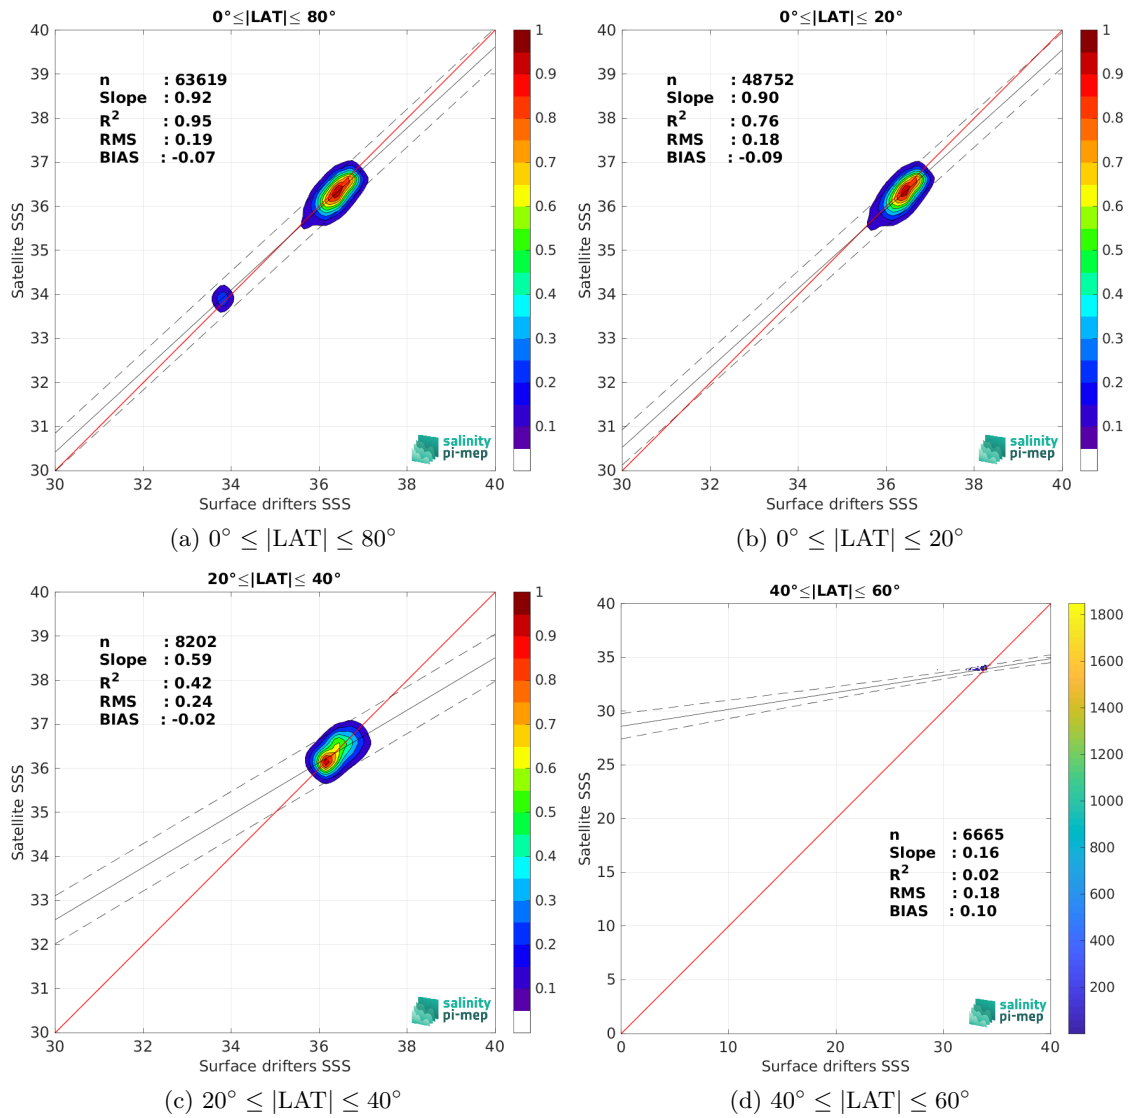 0°≤|LAT|≤ 80°
40
39
38
37
36
35
34
33
32
31
30
30 32 34 36 38 40
Satellite SSS
Surface drifters SSS
n : 63619
Slope : 0.92
R² : 0.95
RMS : 0.19
BIAS : -0.07
1
0.9
0.8
0.7
0.6
0.5
0.4
0.3
0.2
0.1
salinity
pi-mep
(a) 0° ≤ |LAT| ≤ 80°
0°≤|LAT|≤ 20°
40
39
38
37
36
35
34
33
32
31
30
30 32 34 36 38 40
Satellite SSS
Surface drifters SSS
n : 48752
Slope : 0.90
R² : 0.76
RMS : 0.18
BIAS : -0.09
1
0.9
0.8
0.7
0.6
0.5
0.4
0.3
0.2
0.1
salinity
pi-mep
(b) 0° ≤ |LAT| ≤ 20°
20°≤|LAT|≤ 40°
40
39
38
37
36
35
34
33
32
31
30
30 32 34 36 38 40
Satellite SSS
Surface drifters SSS
n : 8202
Slope : 0.59
R² : 0.42
RMS : 0.24
BIAS : -0.02
1
0.9
0.8
0.7
0.6
0.5
0.4
0.3
0.2
0.1
salinity
pi-mep
(c) 20° ≤ |LAT| ≤ 40°
40°≤|LAT|≤ 60°
40
35
30
25
20
15
10
5
0
0 10 20 30 40
Satellite SSS
Surface drifters SSS
n : 6665
Slope : 0.16
R² : 0.02
RMS : 0.18
BIAS : 0.10
1800
1600
1400
1200
1000
800
600
400
200
salinity
pi-mep
(d) 40° ≤ |LAT| ≤ 60°